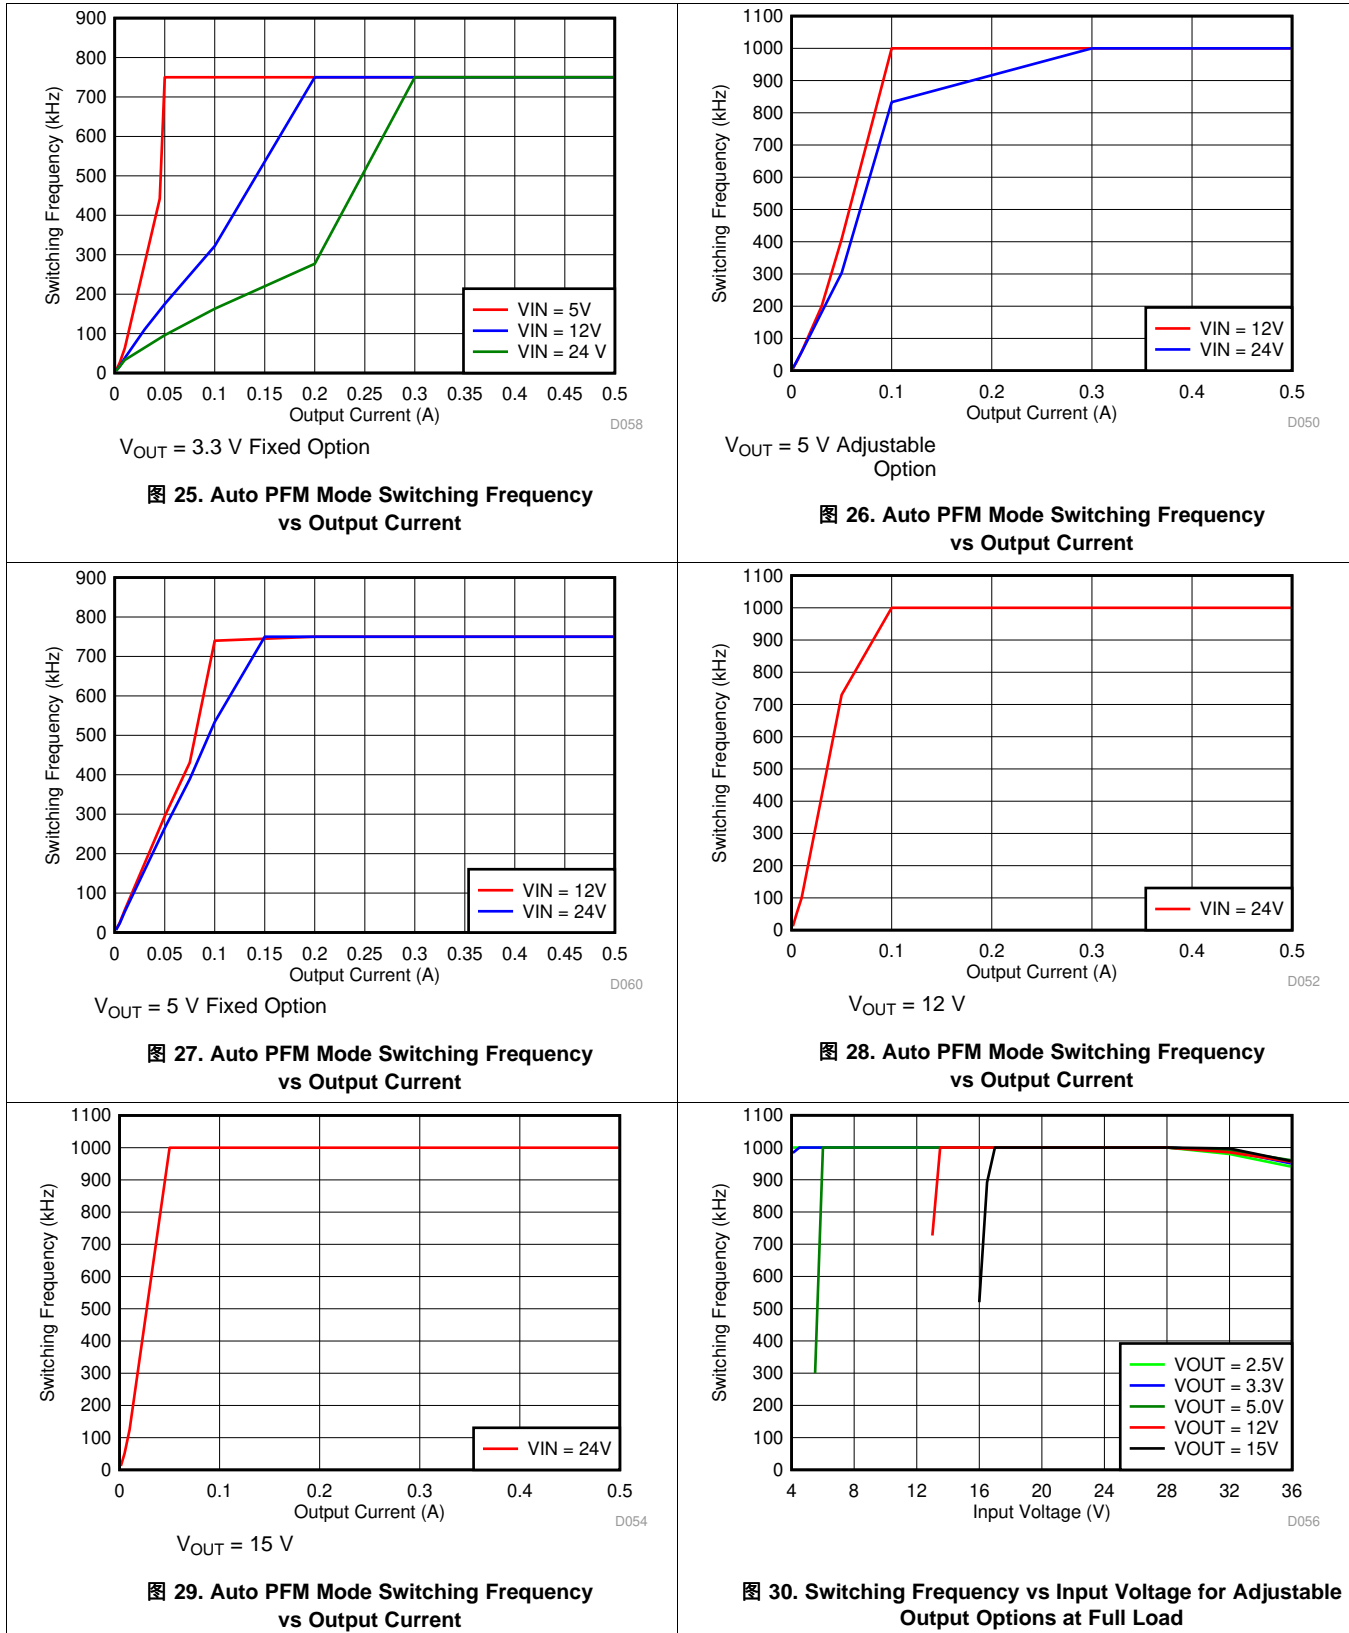 900
800
700
600
500
400
300
200
100
0
Switching Frequency (kHz)
0 0.05 0.1 0.15 0.2 0.25 0.3 0.35 0.4 0.45 0.5
Output Current (A)
VIN = 5V
VIN = 12V
VIN = 24 V
D058
VOUT = 3.3 V Fixed Option
图 25. Auto PFM Mode Switching Frequency
vs Output Current
1100
1000
900
800
700
600
500
400
300
200
100
0
Switching Frequency (kHz)
0 0.1 0.2 0.3 0.4 0.5
Output Current (A)
VIN = 12V
VIN = 24V
D050
VOUT = 5 V Adjustable
Option
图 26. Auto PFM Mode Switching Frequency
vs Output Current
900
800
700
600
500
400
300
200
100
0
Switching Frequency (kHz)
0 0.05 0.1 0.15 0.2 0.25 0.3 0.35 0.4 0.45 0.5
Output Current (A)
VIN = 12V
VIN = 24V
D060
VOUT = 5 V Fixed Option
图 27. Auto PFM Mode Switching Frequency
vs Output Current
1100
1000
900
800
700
600
500
400
300
200
100
0
Switching Frequency (kHz)
0 0.1 0.2 0.3 0.4 0.5
Output Current (A)
VIN = 24V
D052
VOUT = 12 V
图 28. Auto PFM Mode Switching Frequency
vs Output Current
1100
1000
900
800
700
600
500
400
300
200
100
0
Switching Frequency (kHz)
0 0.1 0.2 0.3 0.4 0.5
Output Current (A)
VIN = 24V
D054
VOUT = 15 V
图 29. Auto PFM Mode Switching Frequency
vs Output Current
1100
1000
900
800
700
600
500
400
300
200
100
0
Switching Frequency (kHz)
4 8 12 16 20 24 28 32 36
Input Voltage (V)
VOUT = 2.5V
VOUT = 3.3V
VOUT = 5.0V
VOUT = 12V
VOUT = 15V
D056
图 30. Switching Frequency vs Input Voltage for Adjustable
Output Options at Full Load